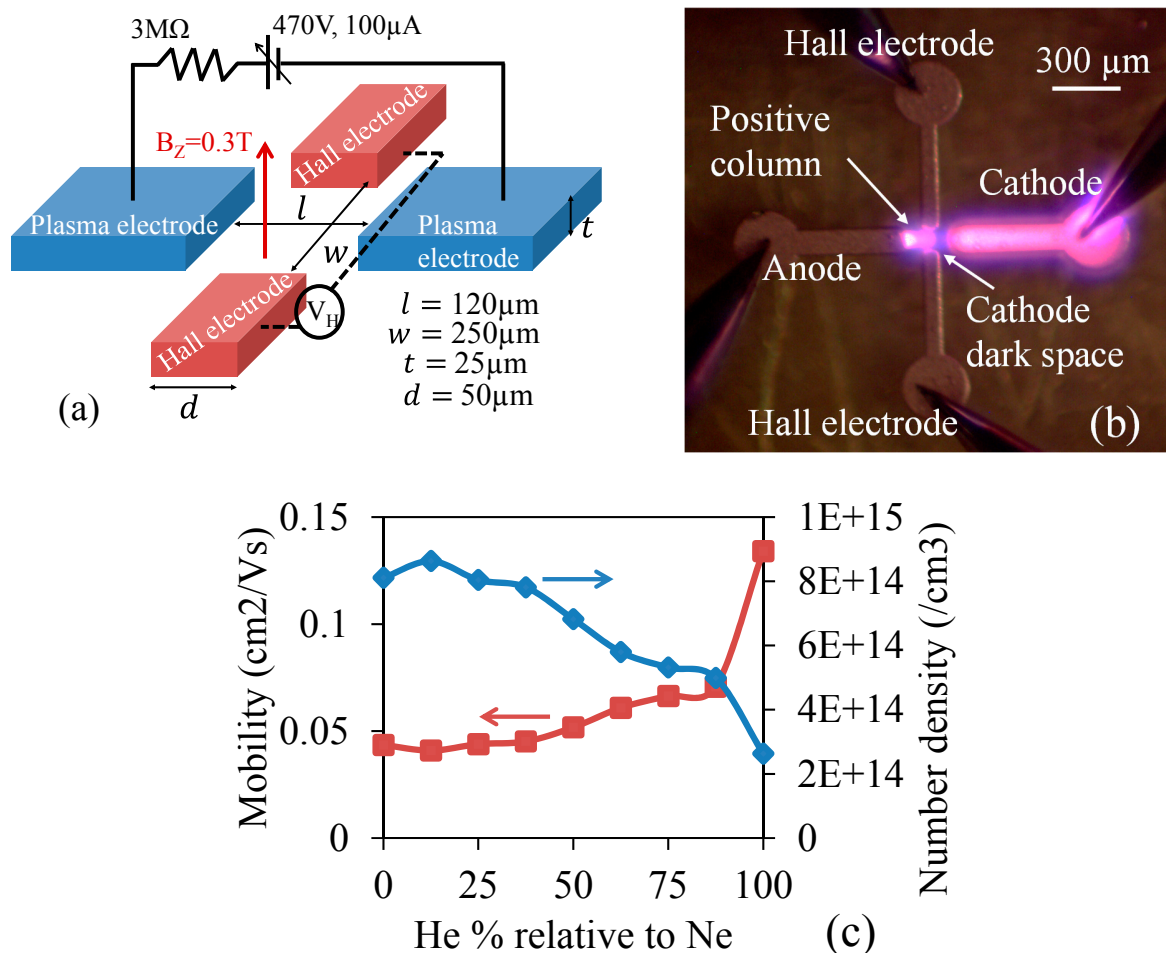 3MΩ
470V, 100µA
B_Z=0.3T
Hall electrode
Plasma electrode
l
w
t
Plasma
electrode
Hall electrode
V_H
d
l = 120µm
w = 250µm
t = 25µm
d = 50µm
(a)
Hall electrode
300 µm
Positive
column
Cathode
Anode
Cathode
dark space
Hall electrode
(b)
Mobility (cm2/Vs)
0.15
0.1
0.05
0
1E+15
8E+14
6E+14
4E+14
2E+14
0
Number density (/cm3)
0 25 50 75 100
He % relative to Ne
(c)